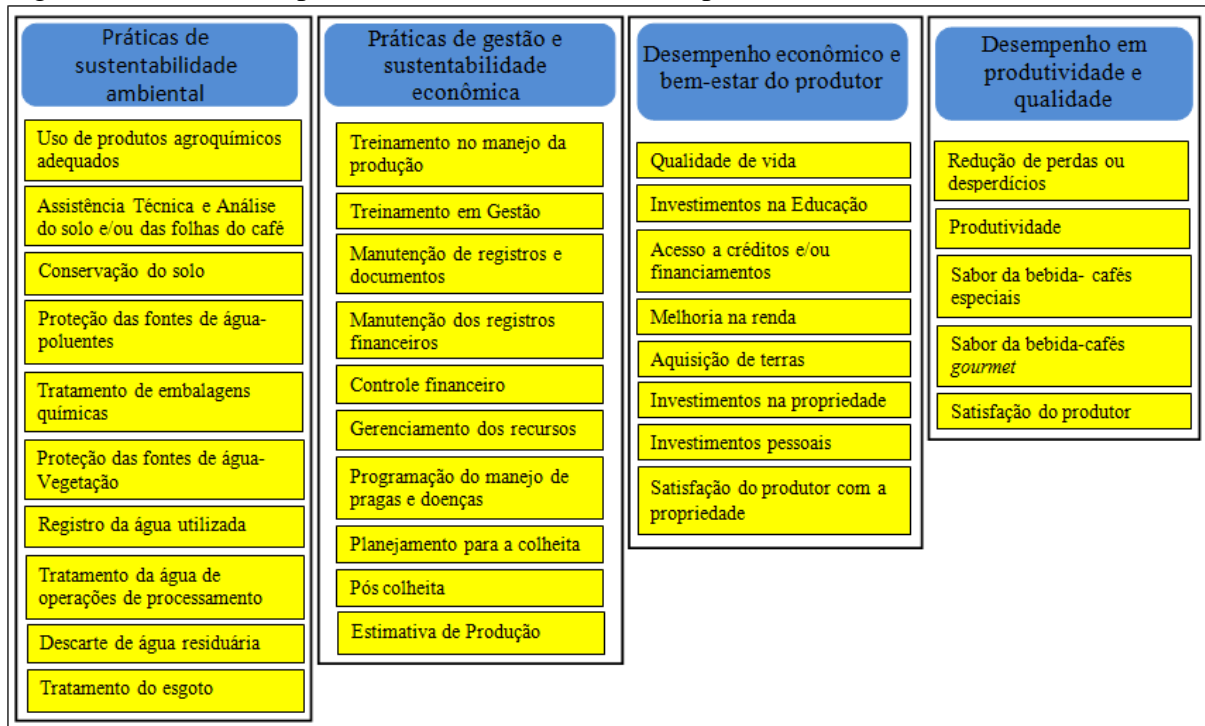 Práticas de
sustentabilidade
ambiental
Uso de produtos agroquímicos
adequados
Assistência Técnica e Análise
do solo e/ou das folhas do café
Conservação do solo
Proteção das fontes de água-
poluentes
Tratamento de embalagens
químicas
Proteção das fontes de água-
Vegetação
Registro da água utilizada
Tratamento da água de
operações de processamento
Descarte de água residuária
Tratamento do esgoto
Práticas de gestão e
sustentabilidade
econômica
Treinamento no manejo da
produção
Treinamento em Gestão
Manutenção de registros e
documentos
Manutenção dos registros
financeiros
Controle financeiro
Gerenciamento dos recursos
Programação do manejo de
pragas e doenças
Planejamento para a colheita
Pós colheita
Estimativa de Produção
Desempenho econômico e
bem-estar do produtor
Qualidade de vida
Investimentos na Educação
Acesso a créditos e/ou
financiamentos
Melhoria na renda
Aquisição de terras
Investimentos na propriedade
Investimentos pessoais
Satisfação do produtor com a
propriedade
Desempenho em
produtividade e
qualidade
Redução de perdas ou
desperdícios
Produtividade
Sabor da bebida- cafés
especiais
Sabor da bebida-cafés
gourmet
Satisfação do produtor